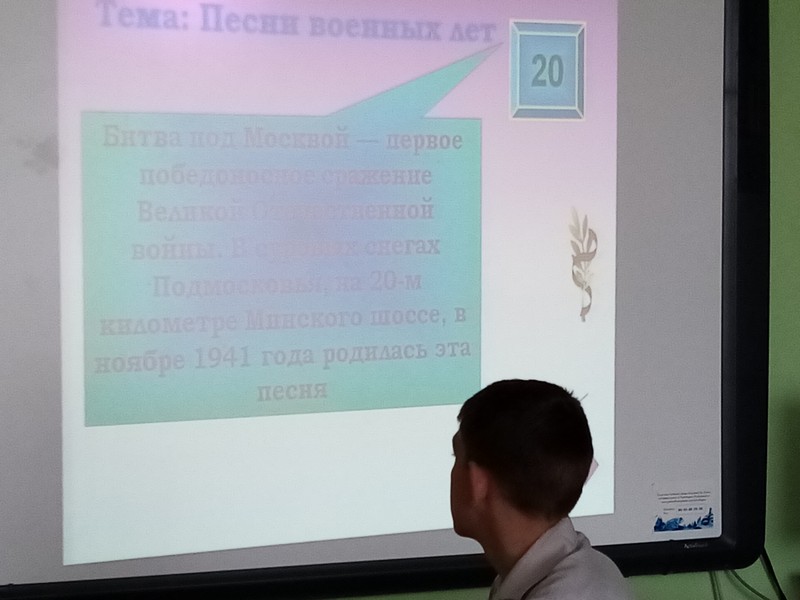 Тема: Песни военных лет
20
Битва под Москвой — первое
победоносное сражение
Великой Отечественной
войны. В суровых снегах
Подмосковья, на 20-м
километре Минского шоссе, в
ноябре 1941 года родилась эта
песня